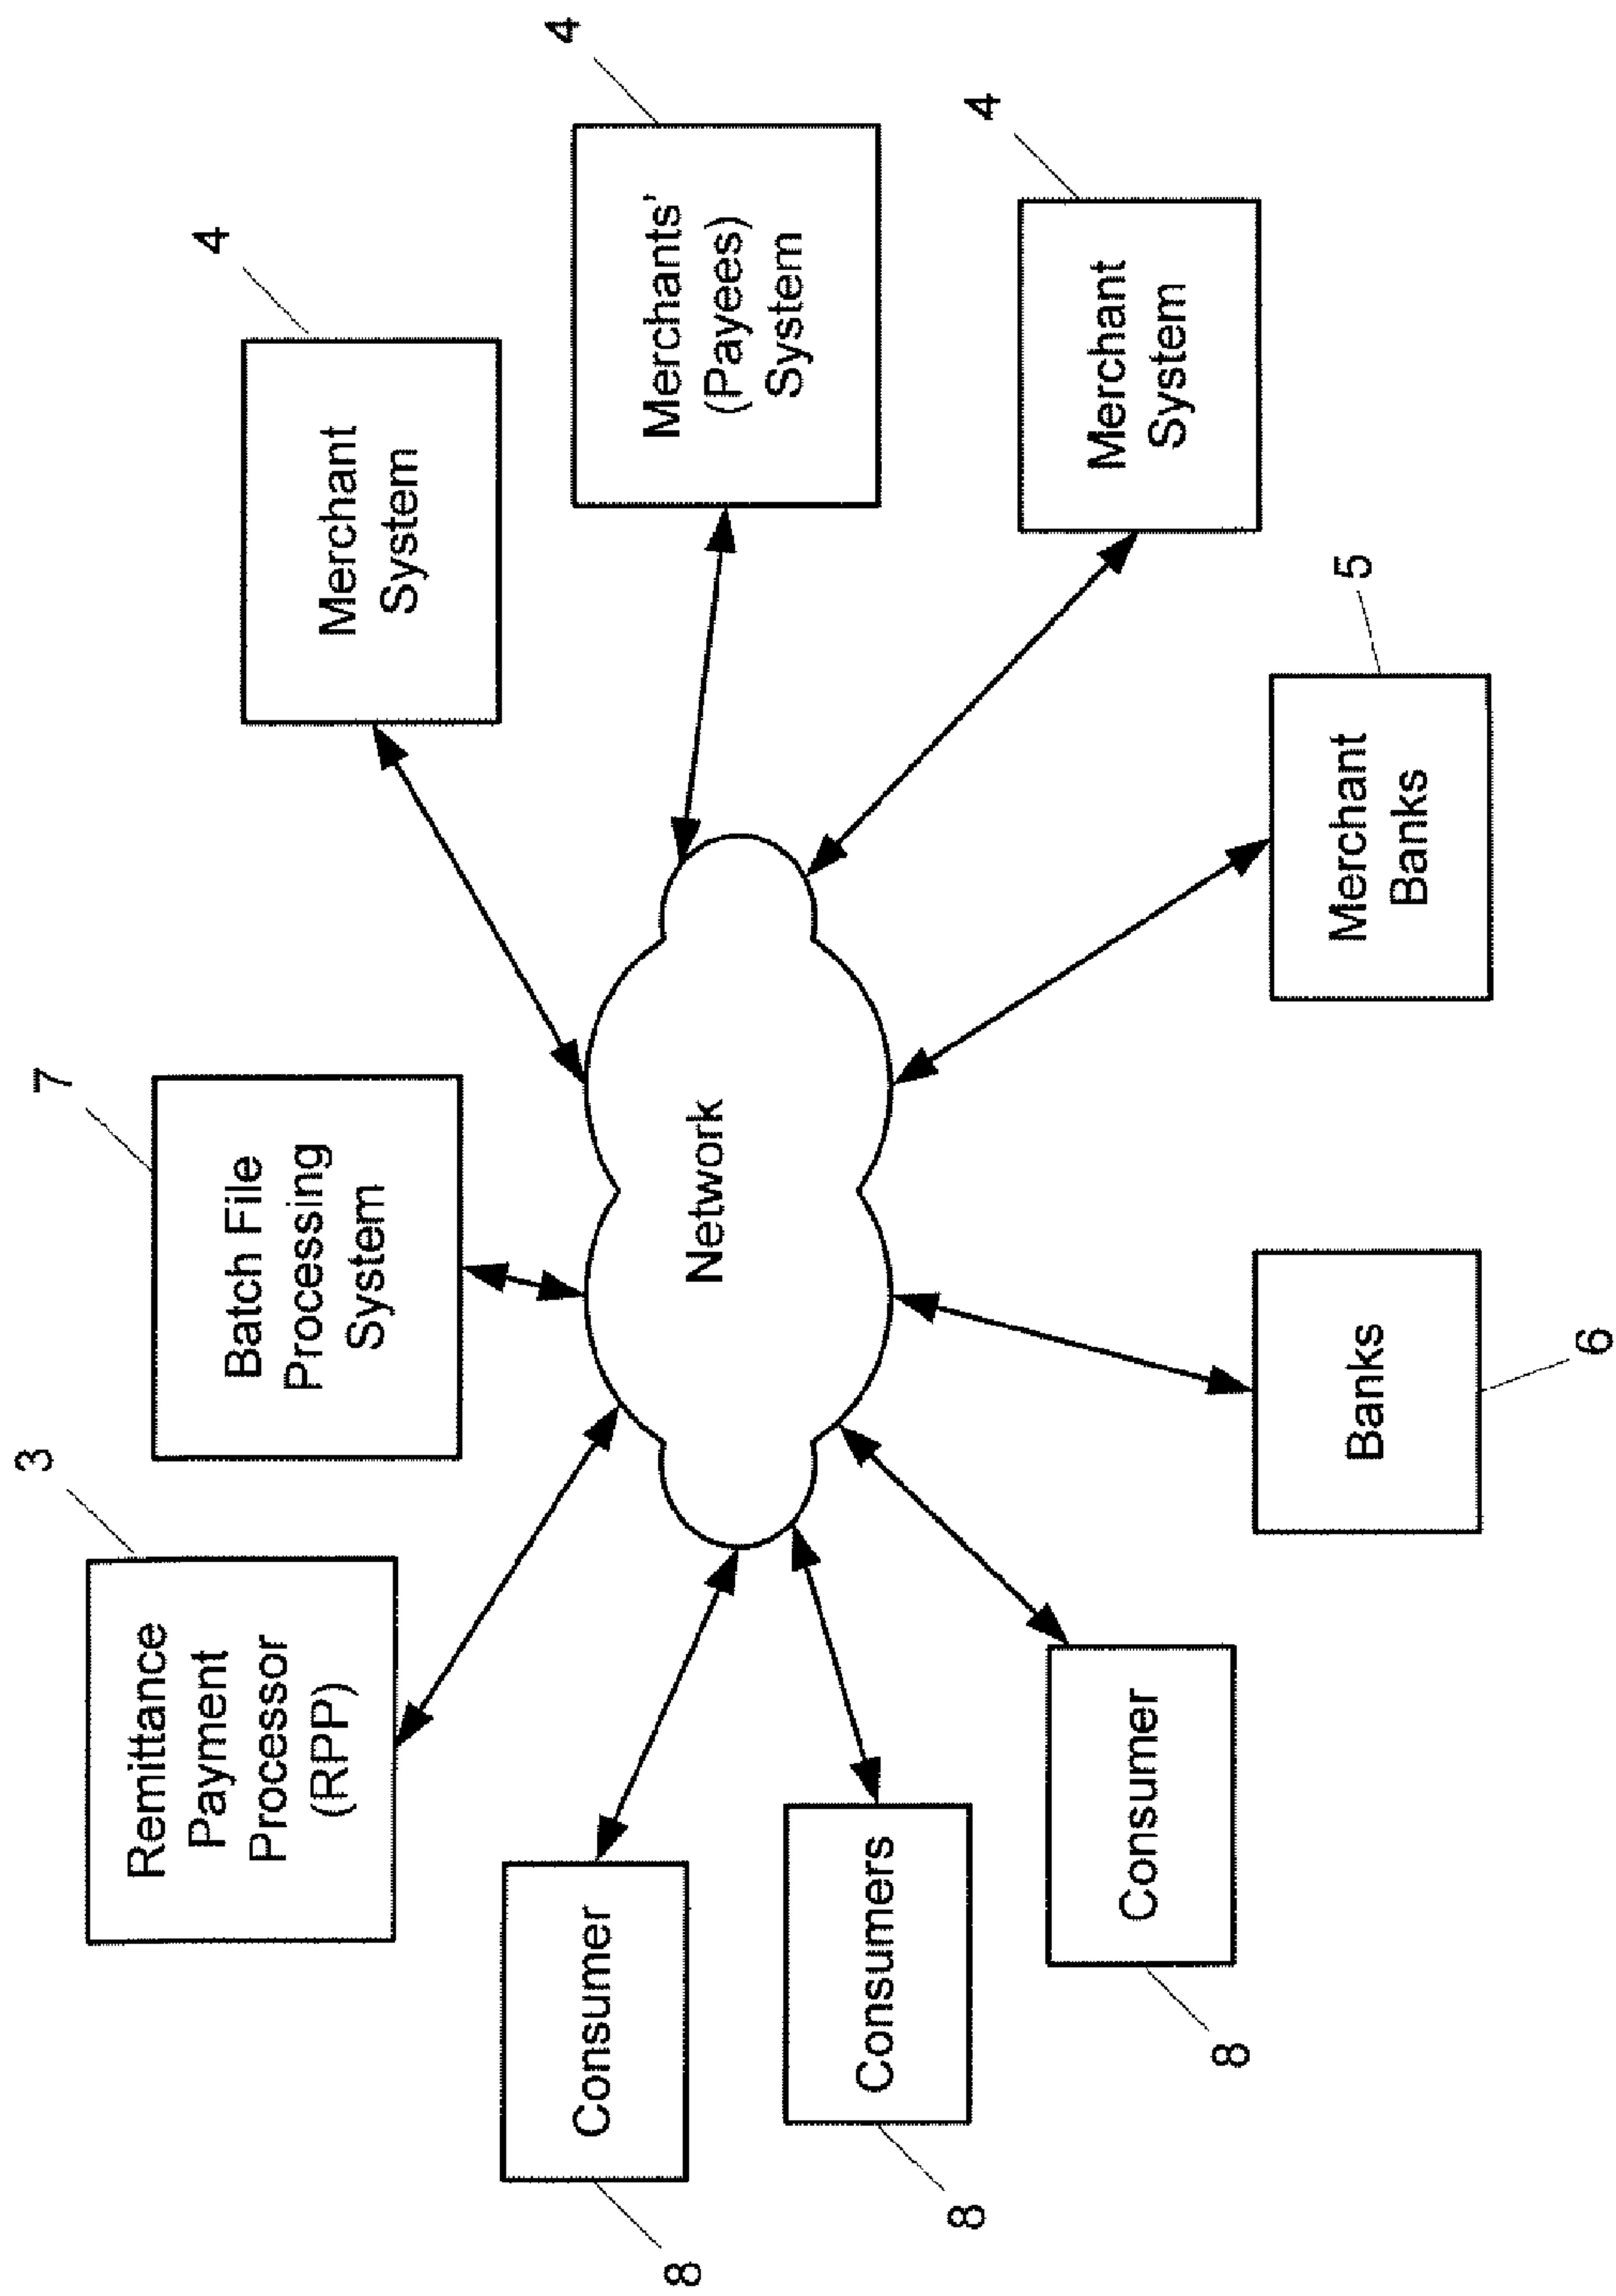 3
Remittance
Payment
Processor
(RPP)
7
Batch File
Processing
System
4
Merchant
System
4
Merchants'
(Payees)
System
4
Merchant
System
Network
Consumer
8
Consumers
8
Consumer
8
Banks
6
Merchant
Banks
5